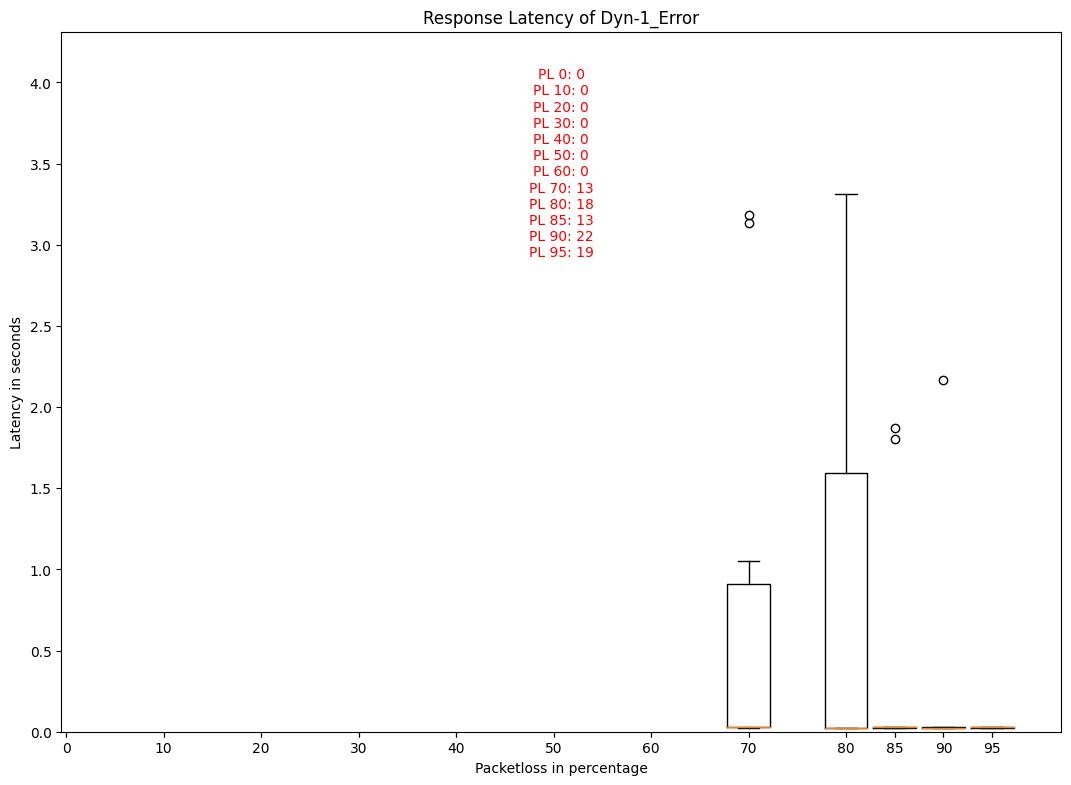 Response Latency of Dyn-1_Error
PL 0: 0
PL 10: 0
PL 20: 0
PL 30: 0
PL 40: 0
PL 50: 0
PL 60: 0
PL 70: 13
PL 80: 18
PL 85: 13
PL 90: 22
PL 95: 19
4.0
3.5
3.0
2.5
2.0
1.5
1.0
0.5
0.0
Latency in seconds
0 10 20 30 40 50 60 70 80 85 90 95
Packetloss in percentage